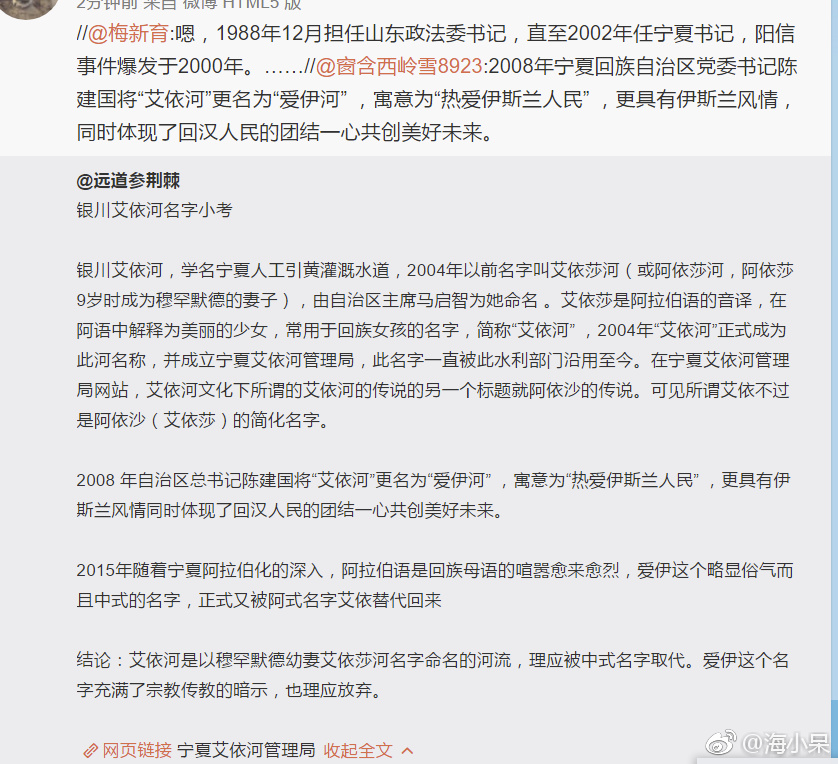 2分钟前 来自 微博 HTML5 版
//@梅新育:嗯，1988年12月担任山东政法委书记，直至2002年任宁夏书记，阳信
事件爆发于2000年。……//@窗含西岭雪8923:2008年宁夏回族自治区党委书记陈
建国将“艾依河”更名为“爱伊河” ，寓意为“热爱伊斯兰人民” ，更具有伊斯兰风情，
同时体现了回汉人民的团结一心共创美好未来。
@远道参荆棘
银川艾依河名字小考
银川艾依河，学名宁夏人工引黄灌溉水道，2004年以前名字叫艾依莎河（或阿依莎河，阿依莎
9岁时成为穆罕默德的妻子），由自治区主席马启智为她命名 。艾依莎是阿拉伯语的音译，在
阿语中解释为美丽的少女，常用于回族女孩的名字，简称“艾依河” ，2004年“艾依河”正式成为
此河名称，并成立宁夏艾依河管理局，此名字一直被此水利部门沿用至今。在宁夏艾依河管理
局网站，艾依河文化下所谓的艾依河的传说的另一个标题就阿依沙的传说。可见所谓艾依不过
是阿依沙（艾依莎）的简化名字。
2008 年自治区总书记陈建国将“艾依河”更名为“爱伊河” ，寓意为“热爱伊斯兰人民” ，更具有伊
斯兰风情同时体现了回汉人民的团结一心共创美好未来。
2015年随着宁夏阿拉伯化的深入，阿拉伯语是回族母语的喧嚣愈来愈烈，爱伊这个略显俗气而
且中式的名字，正式又被阿式名字艾依替代回来
结论：艾依河是以穆罕默德幼妻艾依莎河名字命名的河流，理应被中式名字取代。爱伊这个名
字充满了宗教传教的暗示，也理应放弃。
网页链接 宁夏艾依河管理局 收起全文
@海小呆